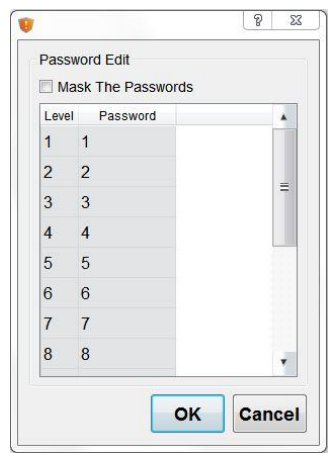 Password Edit
Mask The Passwords
Level Password
1 1
2 2
3 3
4 4
5 5
6 6
7 7
8 8
OK Cancel